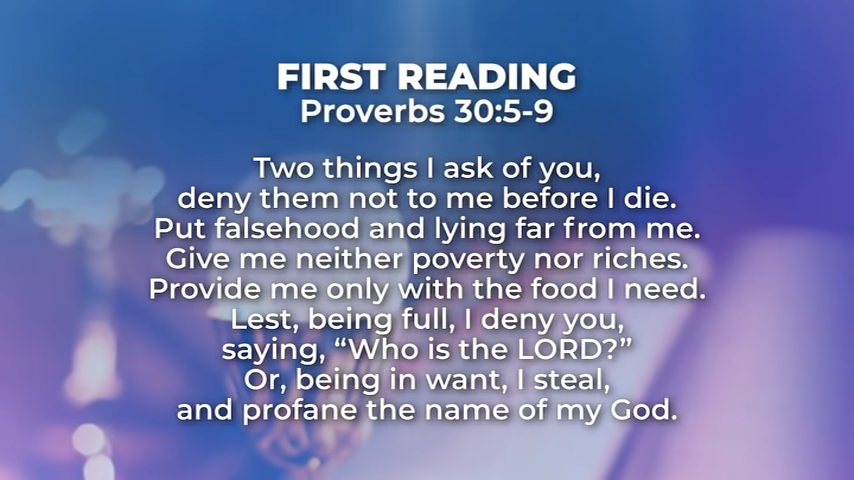 FIRST READING
Proverbs 30:5-9
Two things I ask of you,
deny them not to me before I die.
Put falsehood and lying far from me.
Give me neither poverty nor riches.
Provide me only with the food I need.
Lest, being full, I deny you,
saying, “Who is the LORD?”
Or, being in want, I steal,
and profane the name of my God.